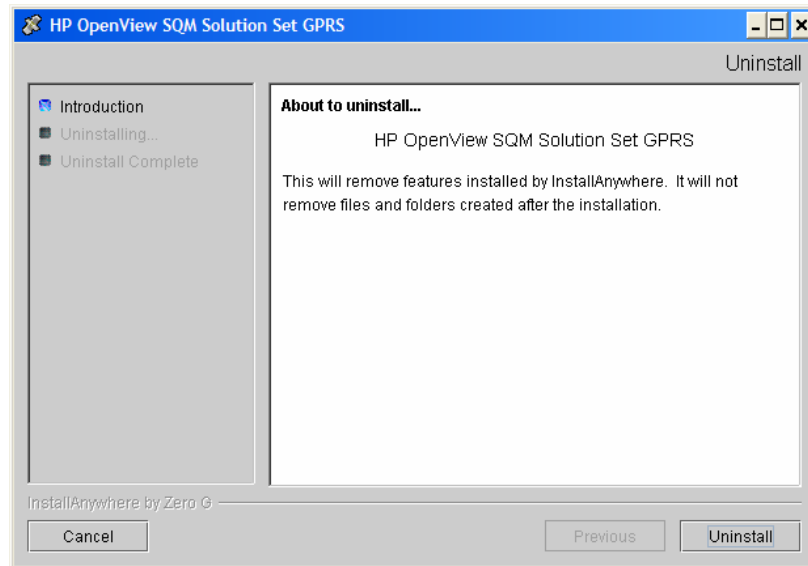 HP OpenView SQM Solution Set GPRS
Uninstall
Introduction
Uninstalling...
Uninstall Complete
About to uninstall...
HP OpenView SQM Solution Set GPRS
This will remove features installed by InstallAnywhere. It will not
remove files and folders created after the installation.
InstallAnywhere by Zero G
Cancel
Previous
Uninstall